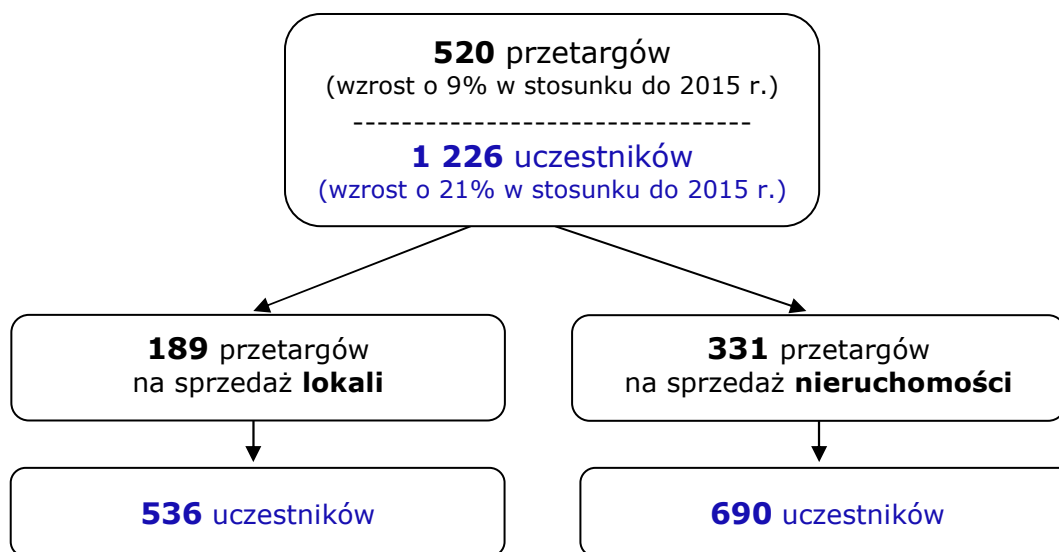 520 przetargów
(wzrost o 9% w stosunku do 2015 r.)
---------------------------------
1 226 uczestników
(wzrost o 21% w stosunku do 2015 r.)
189 przetargów
na sprzedaż lokali
331 przetargów
na sprzedaż nieruchomości
536 uczestników
690 uczestników